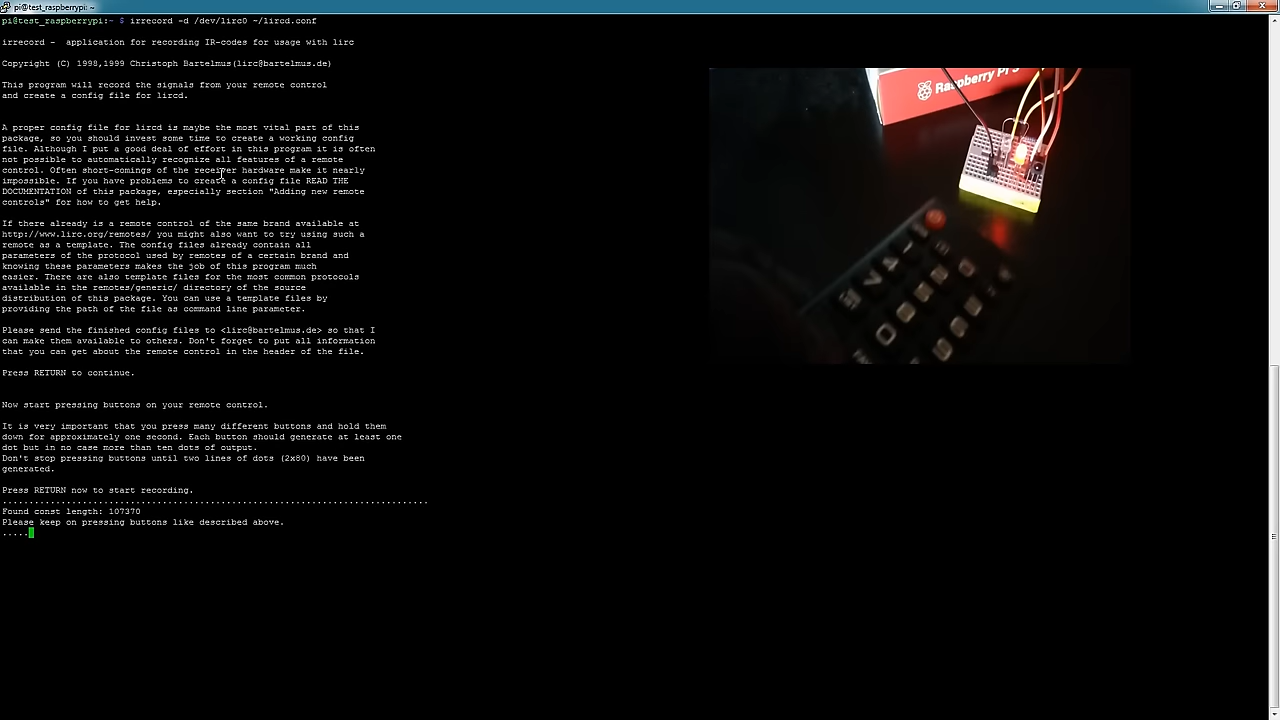 pi@test_raspberrypi: ~
pi@test_raspberrypi:~ $ irrecord -d /dev/lirc0 ~/lircd.conf
irrecord -  application for recording IR-codes for usage with lirc
Copyright (C) 1998,1999 Christoph Bartelmus(lirc@bartelmus.de)
This program will record the signals from your remote control
and create a config file for lircd.
A proper config file for lircd is maybe the most vital part of this
package, so you should invest some time to create a working config
file. Although I put a good deal of effort in this program it is often
not possible to automatically recognize all features of a remote
control. Often short-comings of the receiver hardware make it nearly
impossible. If you have problems to create a config file READ THE
DOCUMENTATION of this package, especially section "Adding new remote
controls" for how to get help.
If there already is a remote control of the same brand available at
http://www.lirc.org/remotes/ you might also want to try using such a
remote as a template. The config files already contain all
parameters of the protocol used by remotes of a certain brand and
knowing these parameters makes the job of this program much
easier. There are also template files for the most common protocols
available in the remotes/generic/ directory of the source
distribution of this package. You can use a template files by
providing the path of the file as command line parameter.
Please send the finished config files to <lirc@bartelmus.de> so that I
can make them available to others. Don't forget to put all information
that you can get about the remote control in the header of the file.
Press RETURN to continue.
Now start pressing buttons on your remote control.
It is very important that you press many different buttons and hold them
down for approximately one second. Each button should generate at least one
dot but in no case more than ten dots of output.
Don't stop pressing buttons until two lines of dots (2x80) have been
generated.
Press RETURN now to start recording.
................................................................................
Found const length: 107370
Please keep on pressing buttons like described above.
.....
Raspberry Pi